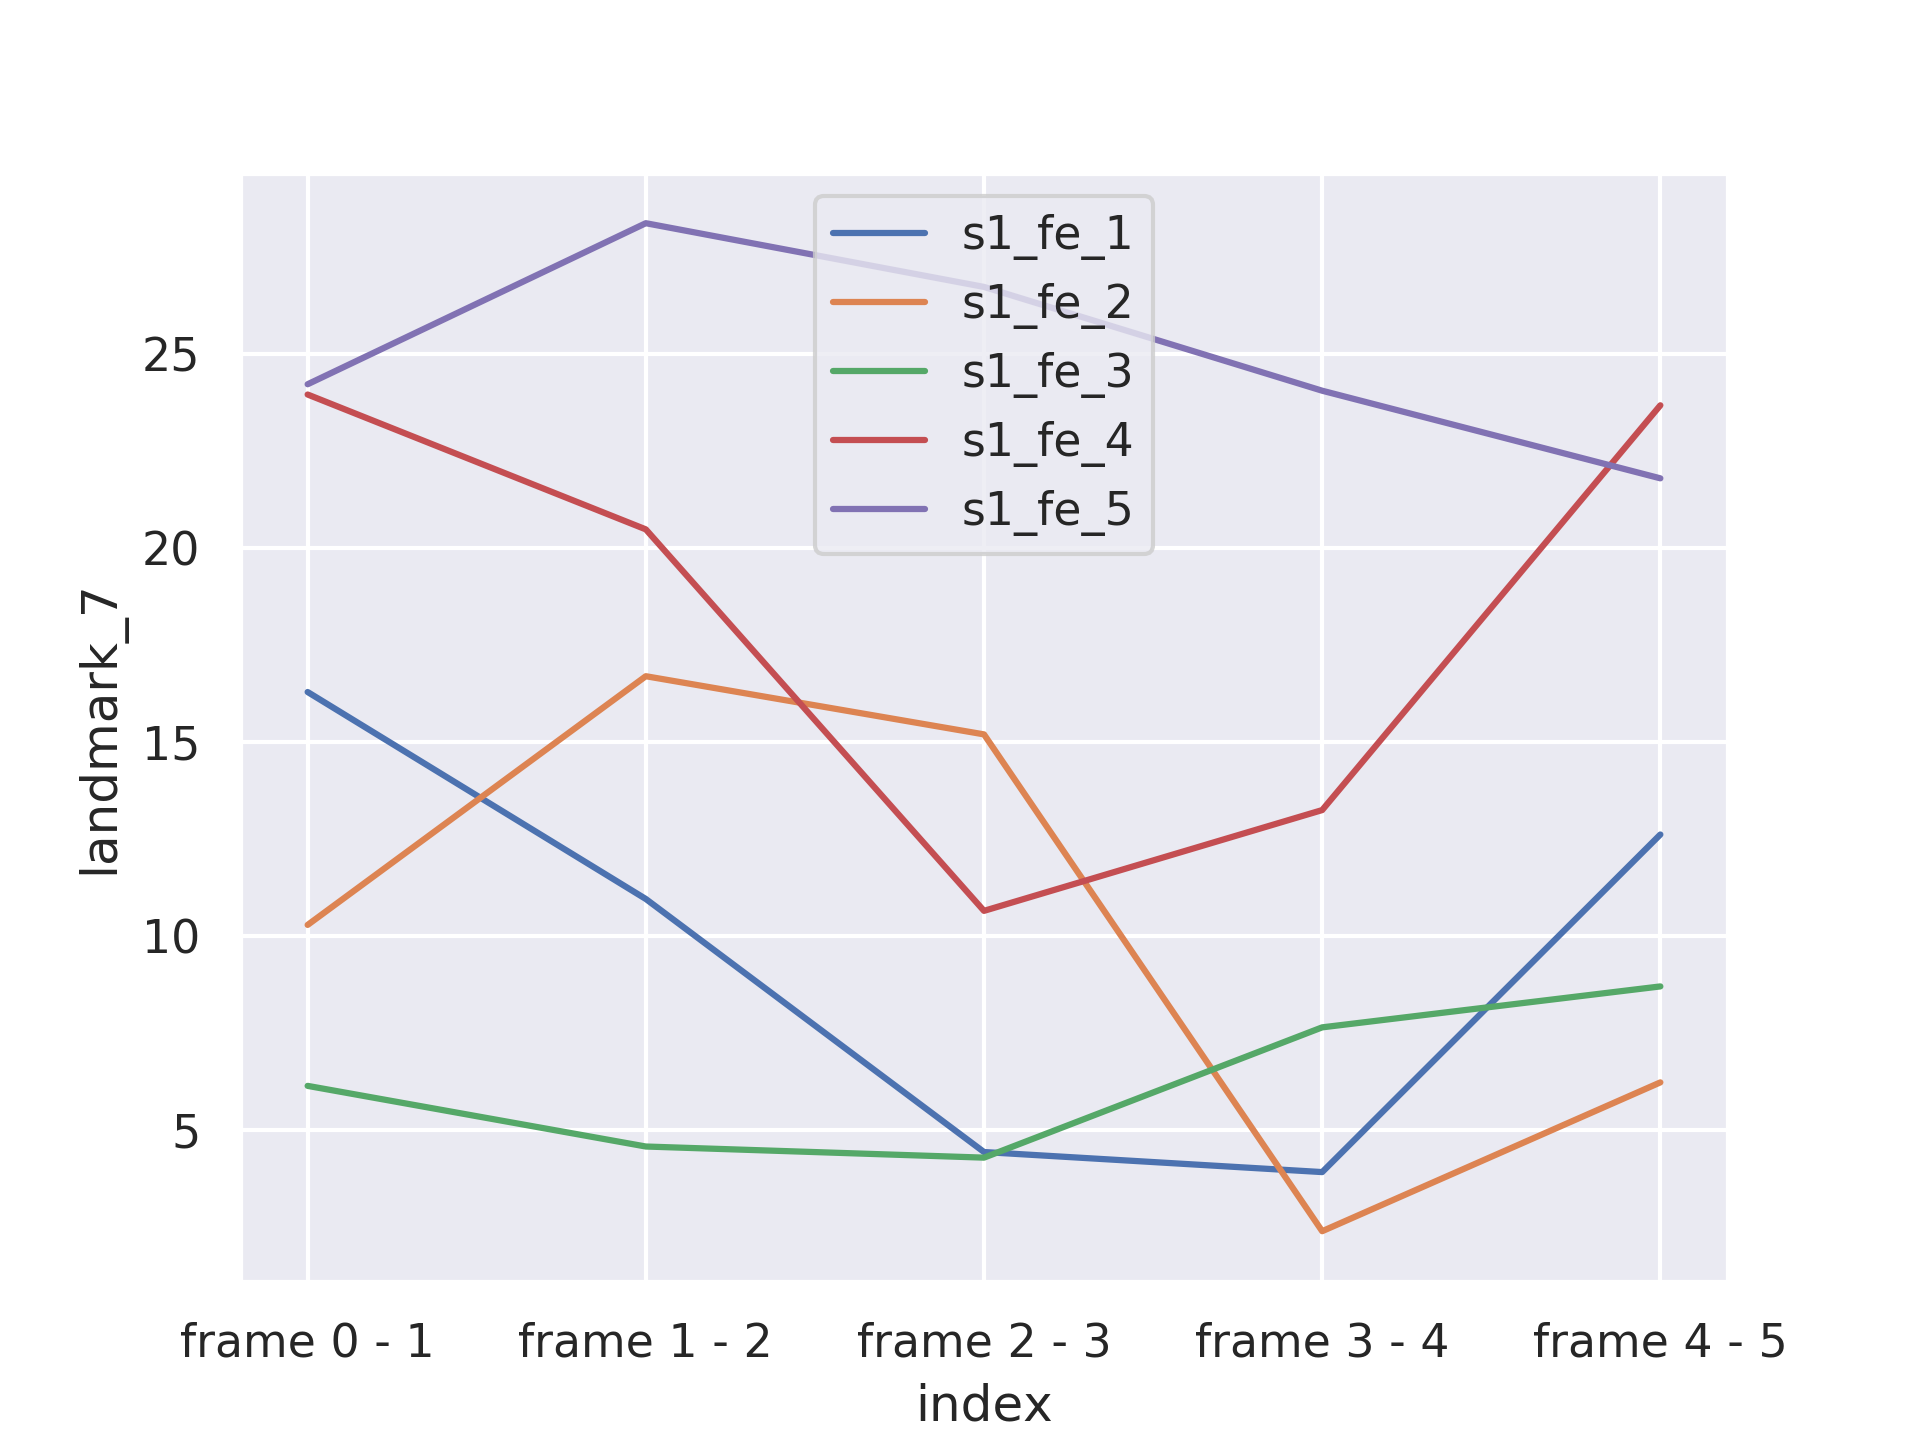 s1_fe_1
s1_fe_2
s1_fe_3
s1_fe_4
s1_fe_5
25
20
15
10
5
landmark_7
frame 0 - 1
frame 1 - 2
frame 2 - 3
frame 3 - 4
frame 4 - 5
index